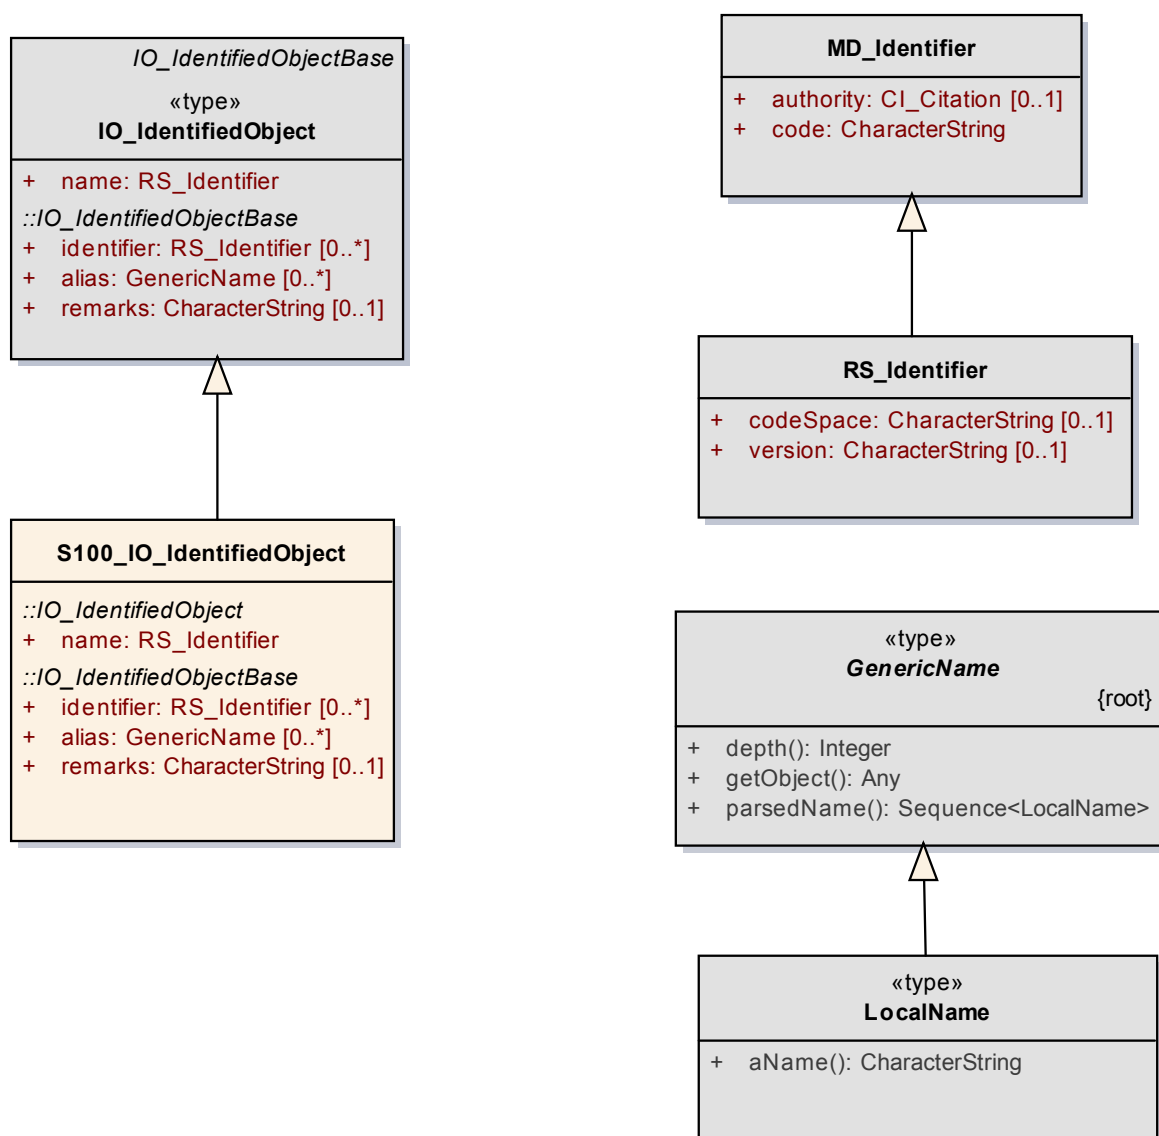 IO_IdentifiedObjectBase
«type»
IO_IdentifiedObject
+ name: RS_Identifier
::IO_IdentifiedObjectBase
+ identifier: RS_Identifier [0..*]
+ alias: GenericName [0..*]
+ remarks: CharacterString [0..1]
S100_IO_IdentifiedObject
::IO_IdentifiedObject
+ name: RS_Identifier
::IO_IdentifiedObjectBase
+ identifier: RS_Identifier [0..*]
+ alias: GenericName [0..*]
+ remarks: CharacterString [0..1]
MD_Identifier
+ authority: CI_Citation [0..1]
+ code: CharacterString
RS_Identifier
+ codeSpace: CharacterString [0..1]
+ version: CharacterString [0..1]
«type»
GenericName
{root}
+ depth(): Integer
+ getObject(): Any
+ parsedName(): Sequence<LocalName>
«type»
LocalName
+ aName(): CharacterString